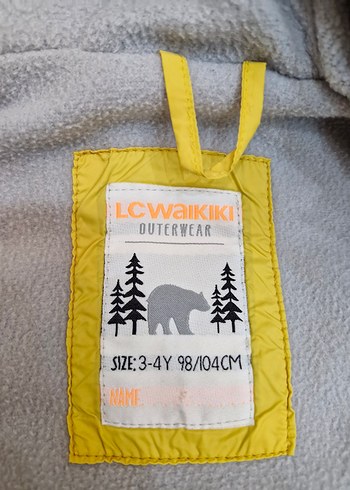 LCWAIKIKI
OUTERWEAR
SIZE: 3-4Y 98/104CM
NAME: